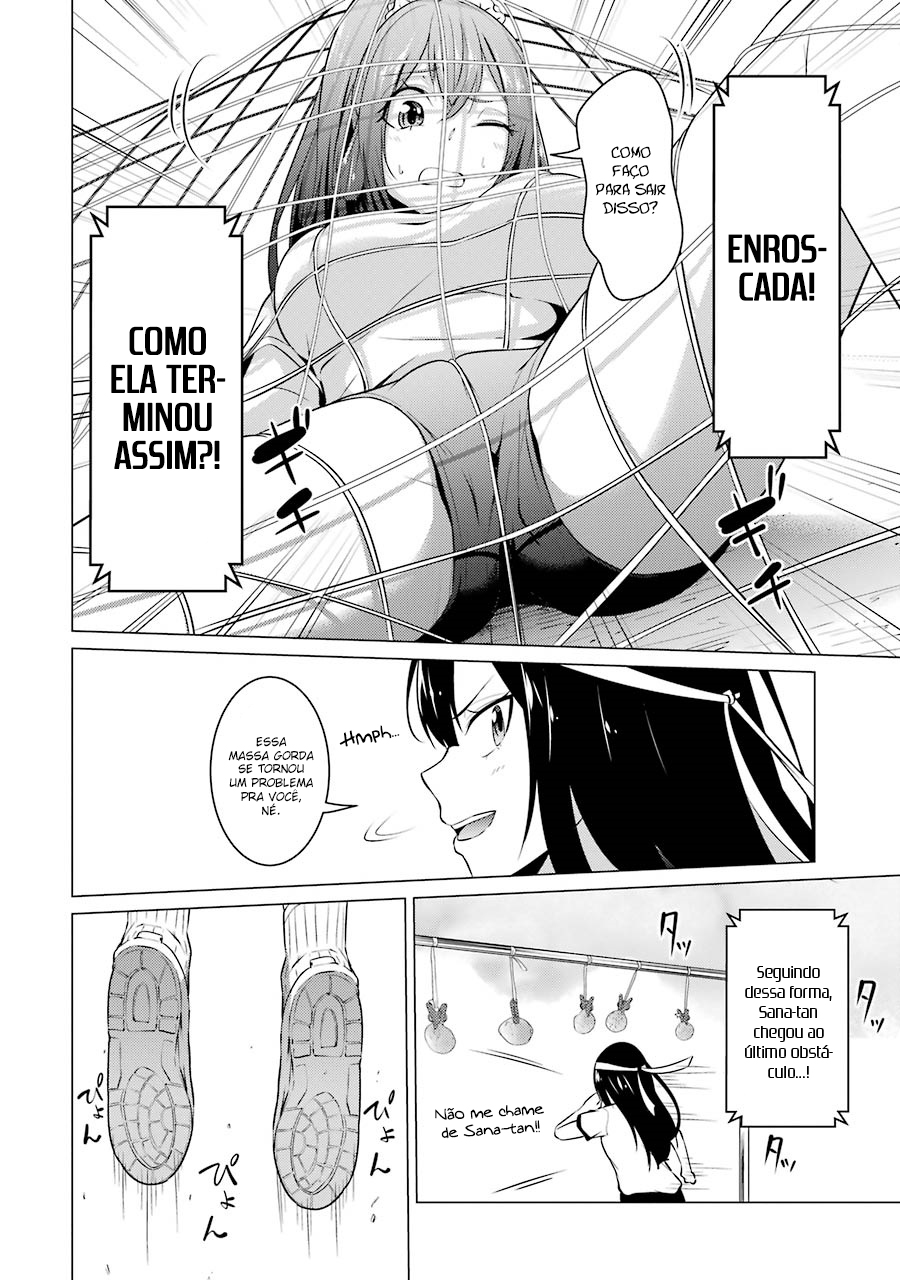 ENROS-
CADA!
COMO
FAÇO
PARA SAIR
DISSO?
COMO
ELA TER-
MINOU
ASSIM?!
ギチ
ギチ
Hmph...
ESSA
MASSA GORDA
SE TORNOU
UM PROBLEMA
PRA VOCÊ,
NÉ.
Seguindo
dessa forma,
Sana-tan
chegou ao
último obstá-
culo...!
タッ
タッ
タッ
Não me chame
de Sana-tan!!
ぴょん
ぴょん
ぴょん